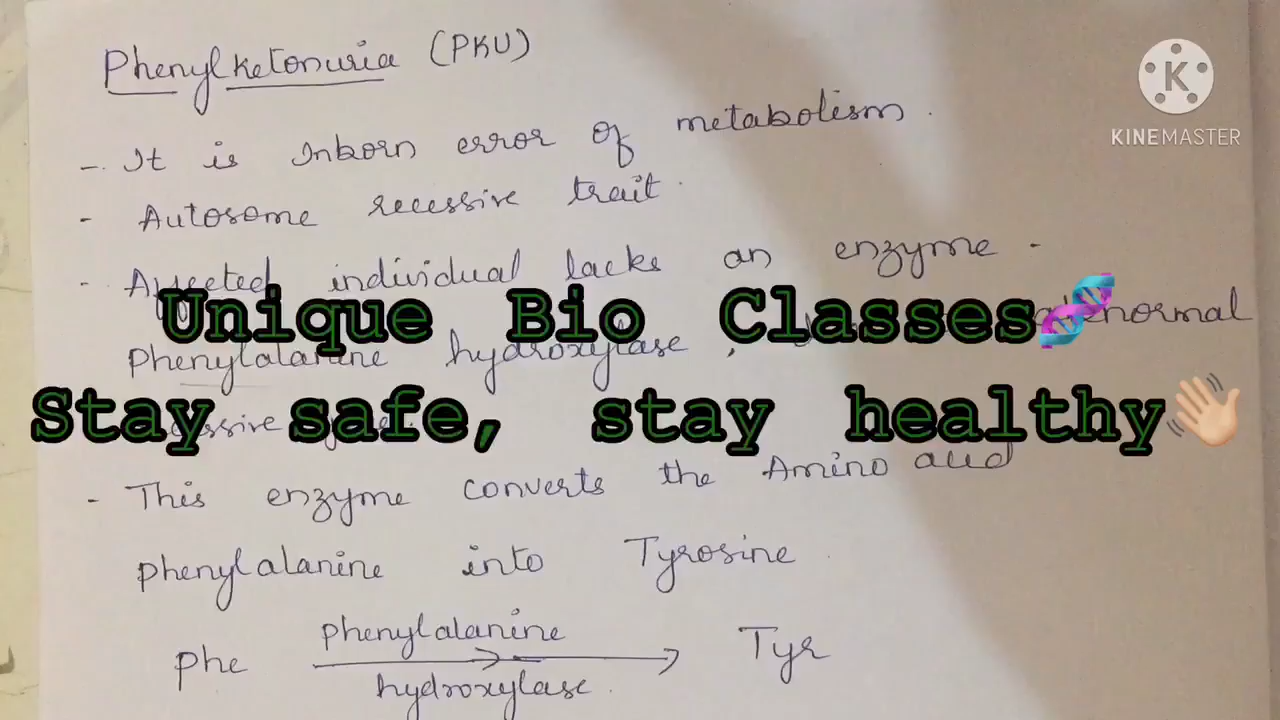 Phenylketonuria (PKU)
KINEMASTER
- It is Inborn error of metabolism.
- Autosome recessive trait.
- Affected individual lacks an enzyme -
Unique Bio Classes🧬
Phenylalanine hydroxylase,
Stay safe, stay healthy👋🏻
- This enzyme converts the Amino acid
phenylalanine into Tyrosine.
phe phenylalanine Tyr
hydroxylase.